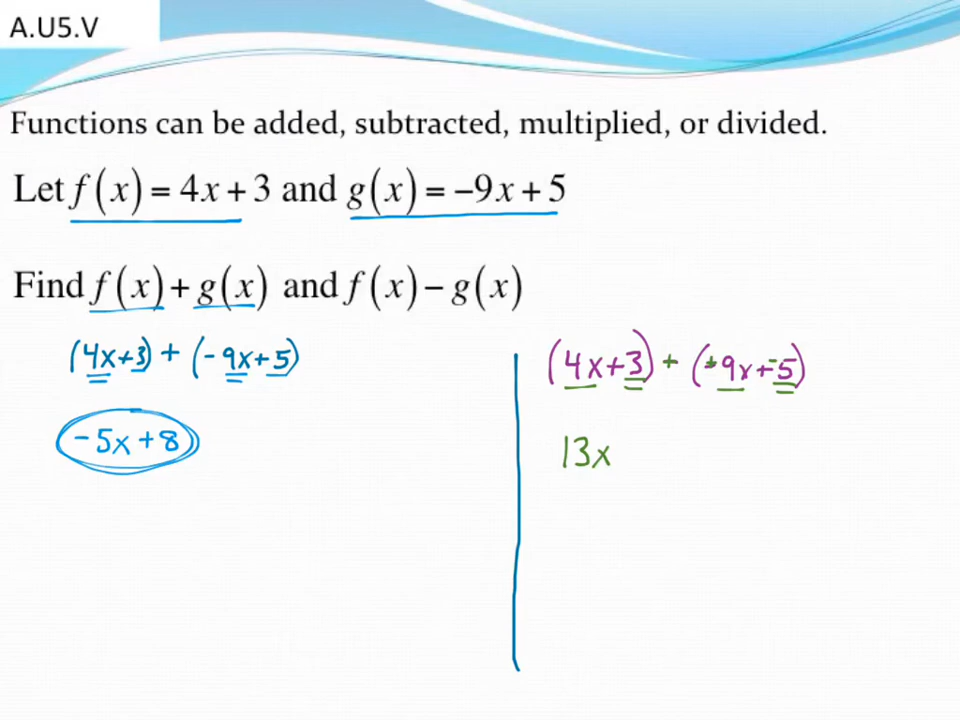 A.U5.V
Functions can be added, subtracted, multiplied, or divided.
Let f(x) = 4x + 3 and g(x) = −9x + 5
Find f(x) + g(x) and f(x) − g(x)
(4x+3) + (-9x+5)
-5x+8
(4x+3) + (+9x+-5)
13x